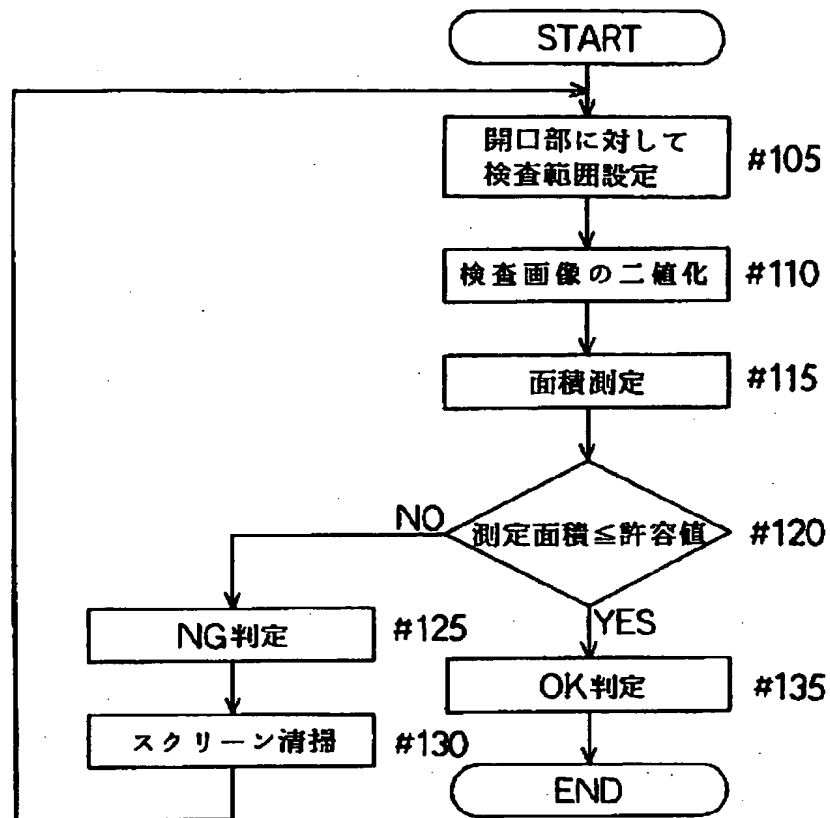 START
開口部に対して
検査範囲設定
#105
検査画像の二値化
#110
面積測定
#115
測定面積≦許容値
#120
NO
YES
NG判定
#125
OK判定
#135
スクリーン清掃
#130
END